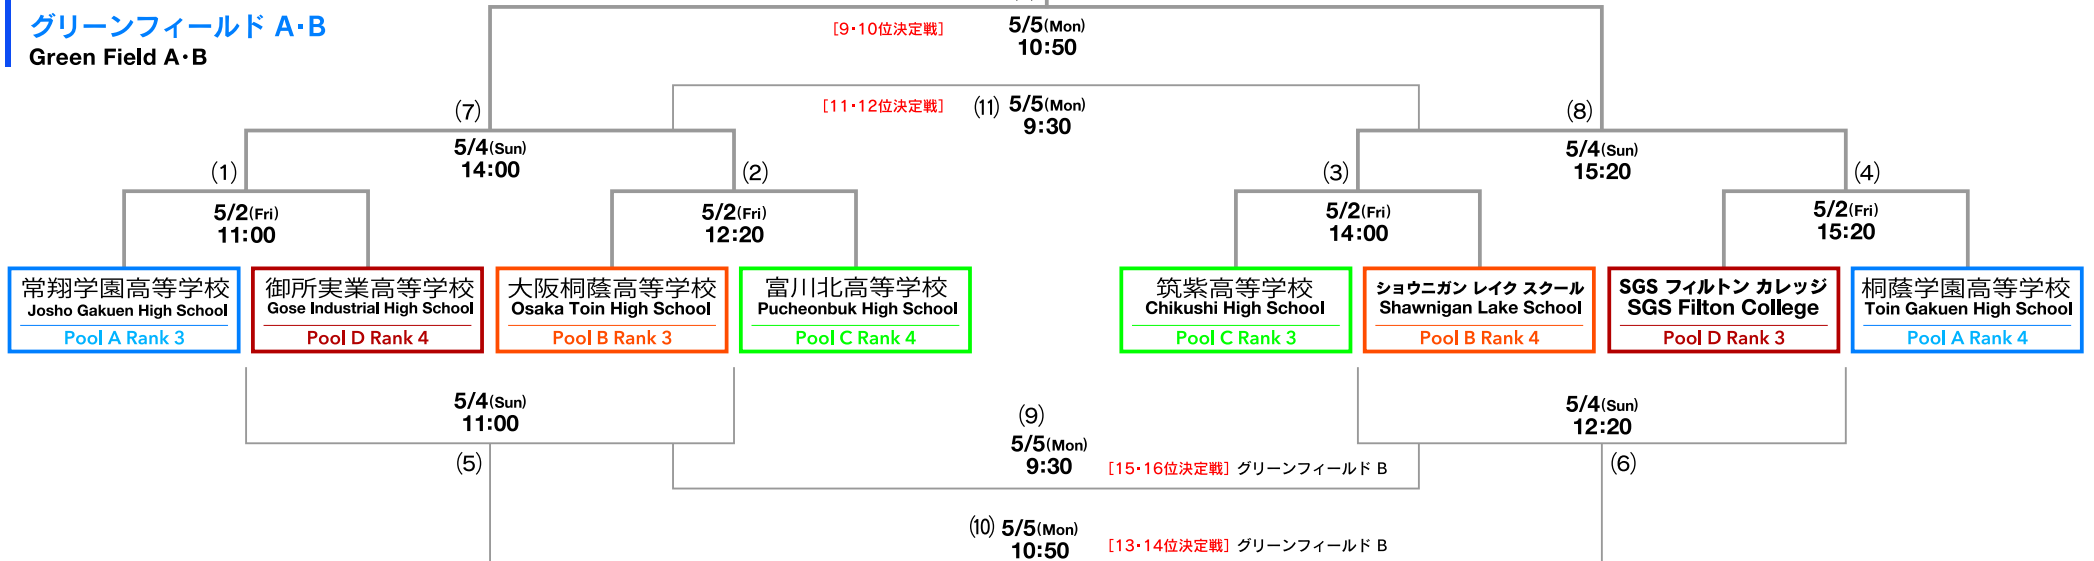 グリーンフィールド A・B
Green Field A・B
[9・10位決定戦]
5/5(Mon)
10:50
[11・12位決定戦]
(11) 5/5(Mon)
9:30
(7)
5/4(Sun)
14:00
(8)
5/4(Sun)
15:20
(1)
5/2(Fri)
11:00
(2)
5/2(Fri)
12:20
(3)
5/2(Fri)
14:00
(4)
5/2(Fri)
15:20
常翔学園高等学校
Josho Gakuen High School
Pool A Rank 3
御所実業高等学校
Gose Industrial High School
Pool D Rank 4
大阪桐蔭高等学校
Osaka Toin High School
Pool B Rank 3
富川北高等学校
Pucheonbuk High School
Pool C Rank 4
筑紫高等学校
Chikushi High School
Pool C Rank 3
ショウニガン レイク スクール
Shawnigan Lake School
Pool B Rank 4
SGS フィルトン カレッジ
SGS Filton College
Pool D Rank 3
桐蔭学園高等学校
Toin Gakuen High School
Pool A Rank 4
5/4(Sun)
11:00
(5)
5/4(Sun)
12:20
(6)
(9)
5/5(Mon)
9:30
[15・16位決定戦] グリーンフィールド B
(10) 5/5(Mon)
10:50
[13・14位決定戦] グリーンフィールド B